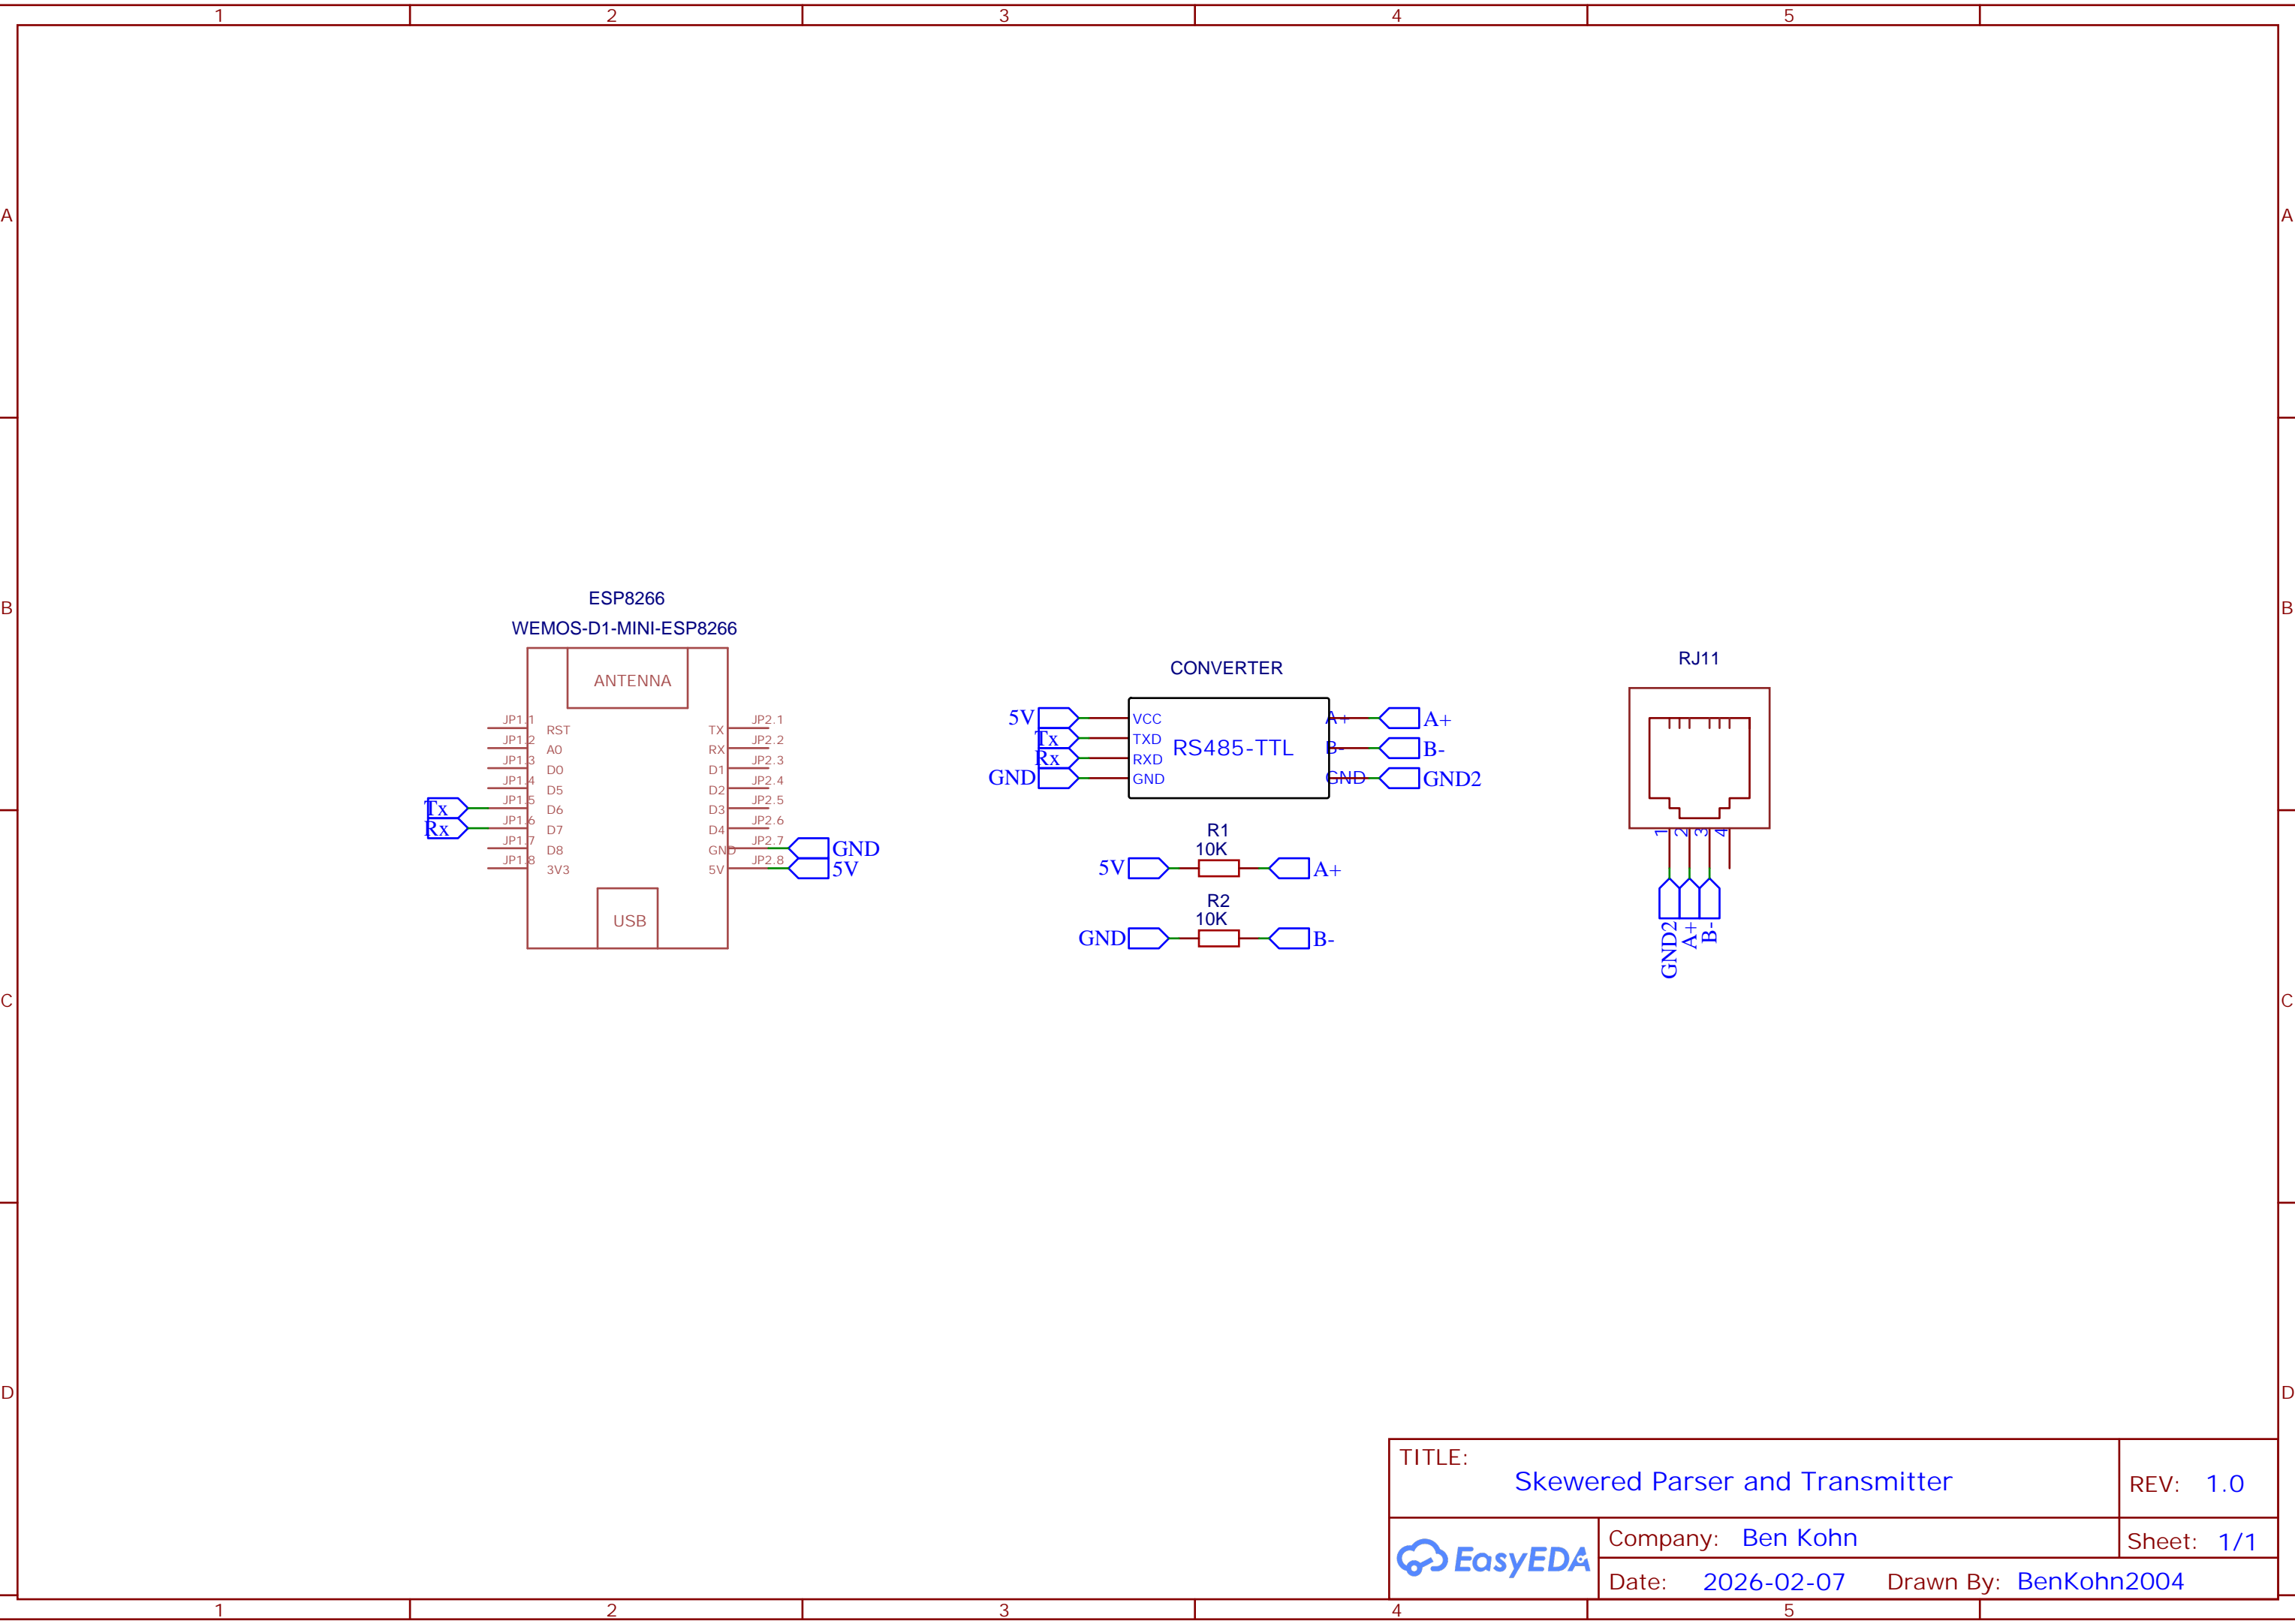 1 2 3 4 5
A A
B B
C C
D D
ESP8266
WEMOS-D1-MINI-ESP8266
ANTENNA
JP1.1 RST TX JP2.1
JP1.2 A0 RX JP2.2
JP1.3 D0 D1 JP2.3
JP1.4 D5 D2 JP2.4
Tx JP1.5 D6 D3 JP2.5
Rx JP1.6 D7 D4 JP2.6
JP1.7 D8 GND JP2.7 GND
JP1.8 3V3 5V JP2.8 5V
USB
CONVERTER
5V VCC A+ A+
Tx TXD
RS485-TTL B- B-
Rx RXD
GND GND GND GND2
R1
10K
5V A+
R2
10K
GND B-
RJ11
1 2 3 4
GND2 A+ B-
TITLE:
Skewered Parser and Transmitter
REV: 1.0
EasyEDA
Company: Ben Kohn
Sheet: 1/1
Date: 2026-02-07 Drawn By: BenKohn2004
1 2 3 4 5